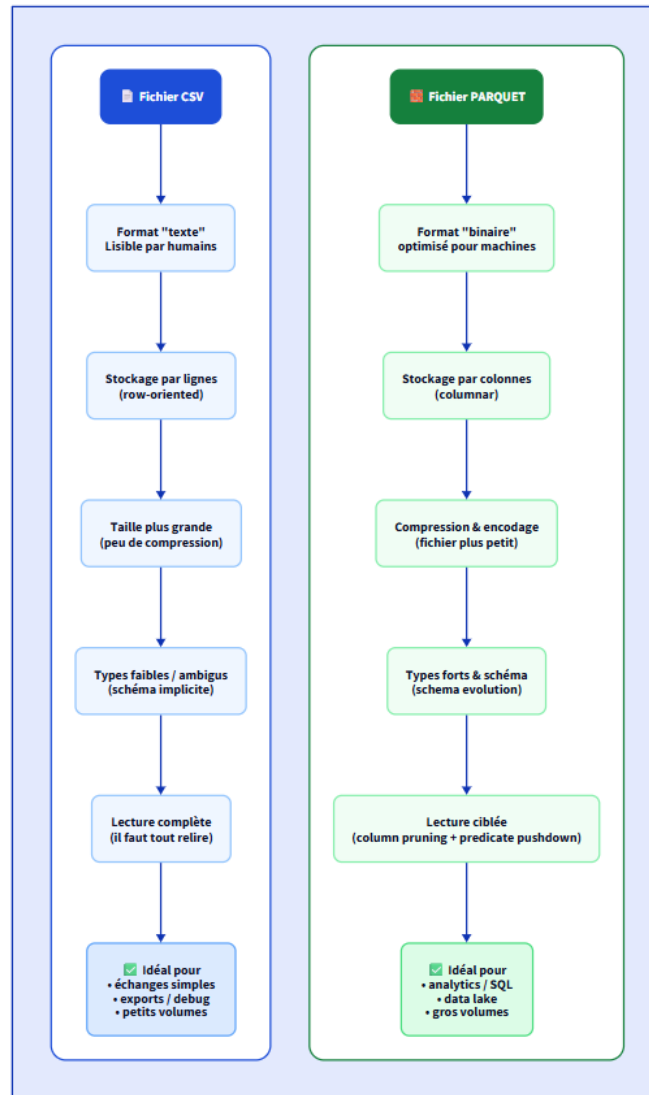 Fichier CSV
Format "texte"
Lisible par humains
Stockage par lignes
(row-oriented)
Taille plus grande
(peu de compression)
Types faibles / ambigus
(schéma implicite)
Lecture complète
(il faut tout relire)
✅ Idéal pour
• échanges simples
• exports / debug
• petits volumes
Fichier PARQUET
Format "binaire"
optimisé pour machines
Stockage par colonnes
(columnar)
Compression & encodage
(fichier plus petit)
Types forts & schéma
(schema evolution)
Lecture ciblée
(column pruning + predicate pushdown)
✅ Idéal pour
• analytics / SQL
• data lake
• gros volumes